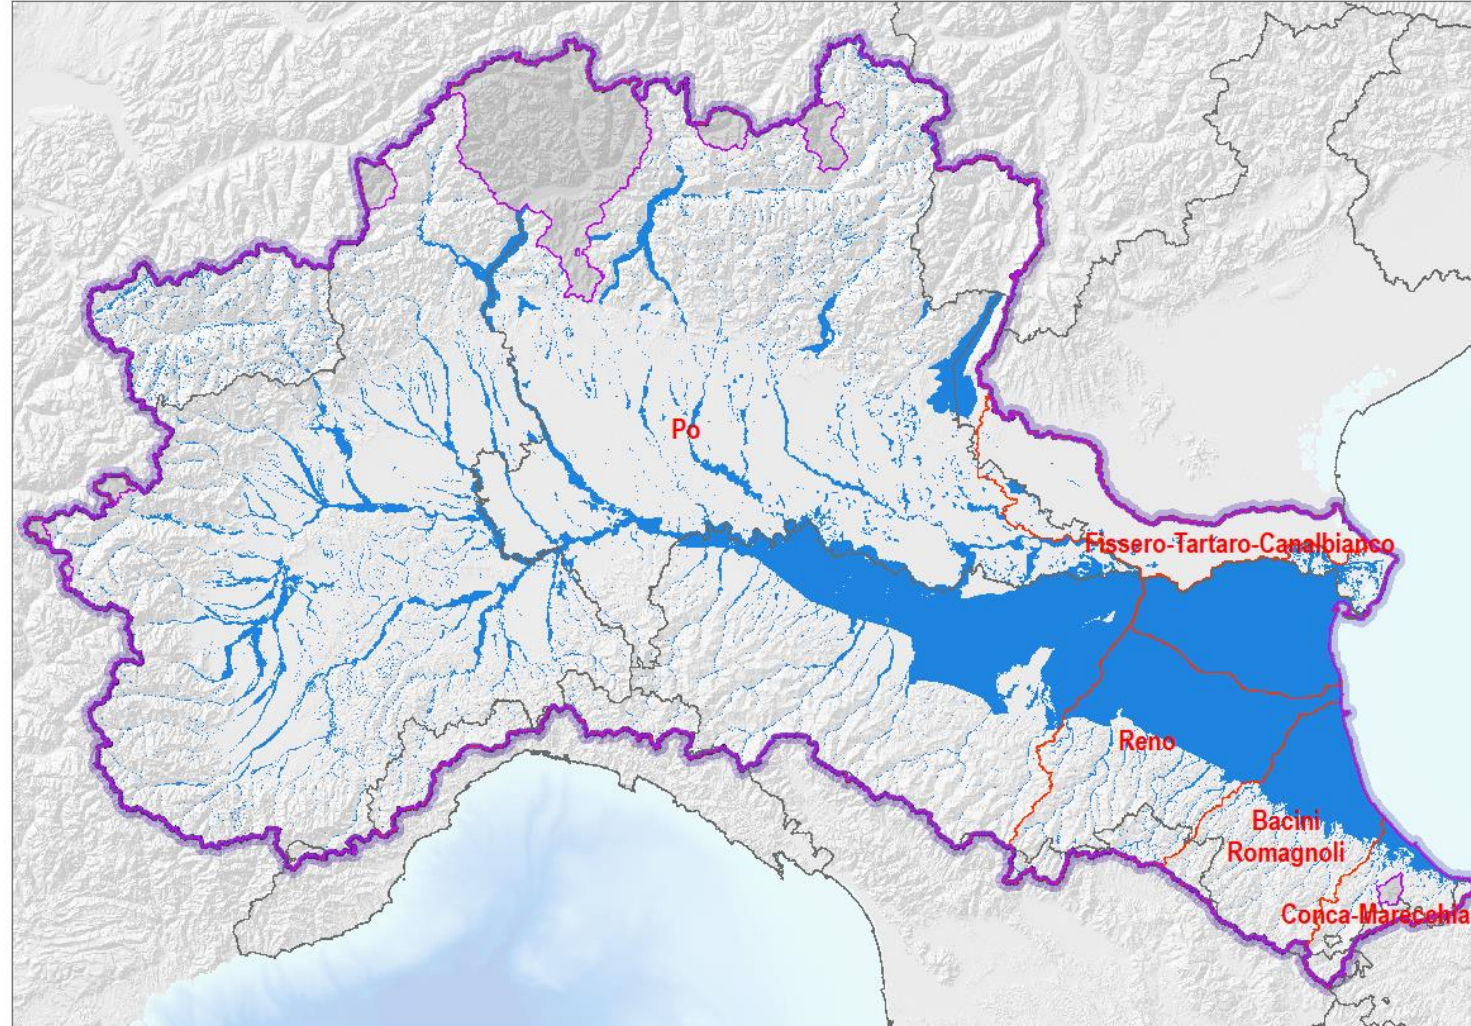 Po
Fissero-Tartaro-Canalbianco
Reno
Bacini
Romagnoli
Conca-Marecchia